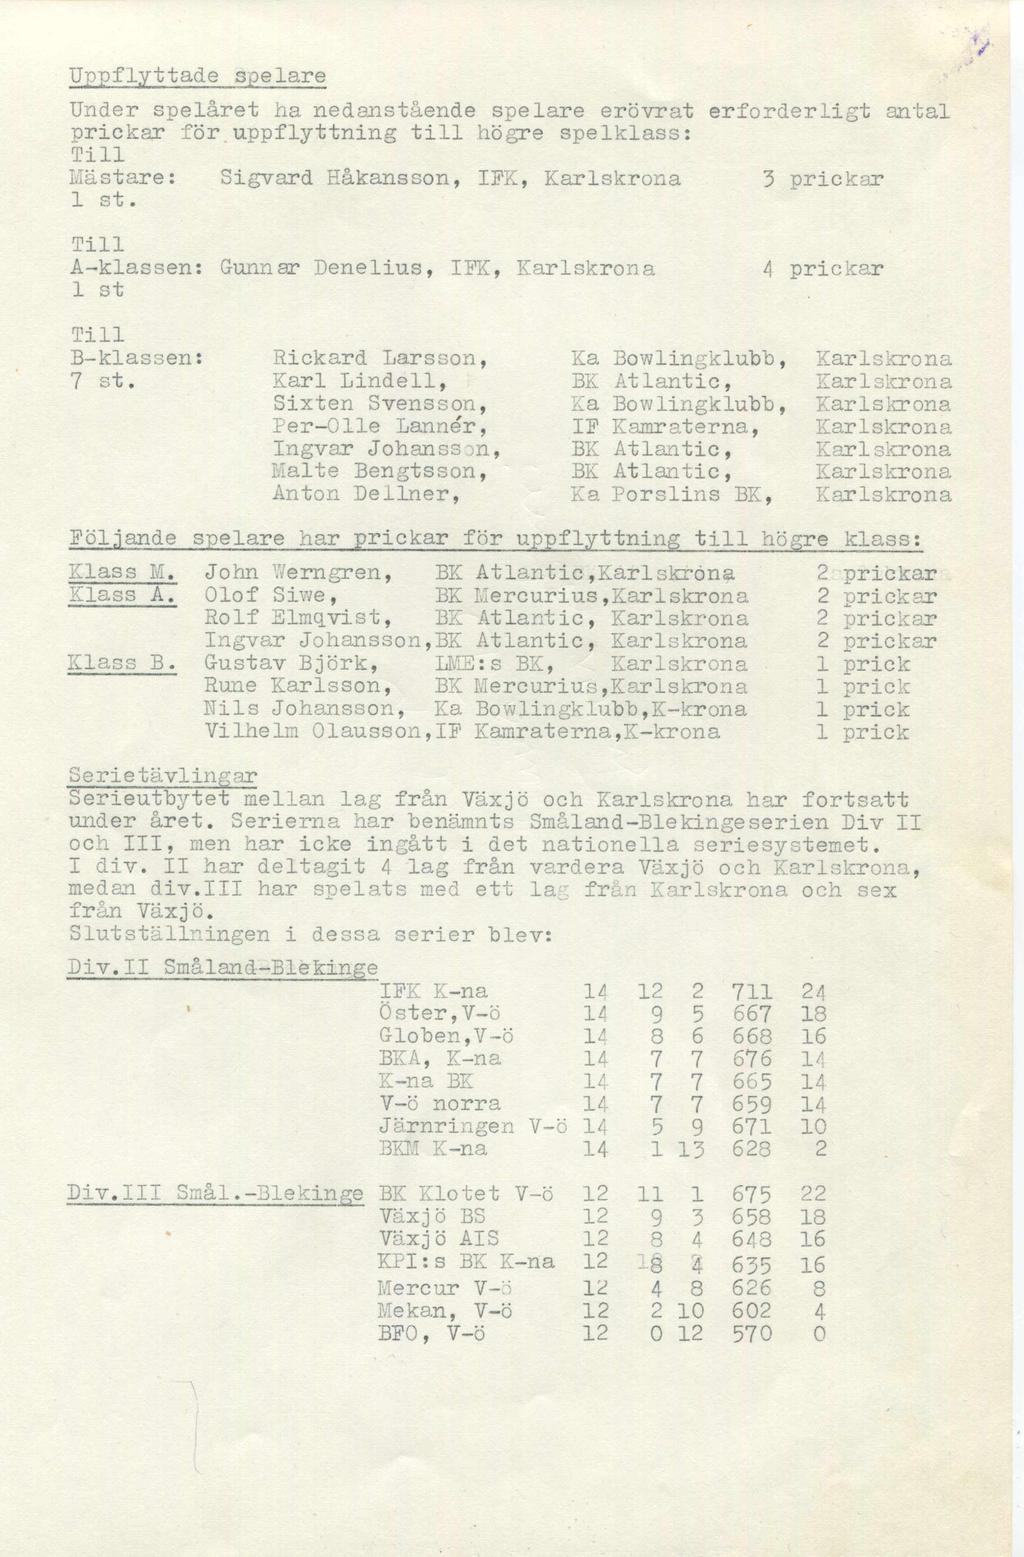 Uppflyttade spelare
Under spelåret ha nedanstående spelare erövrat erforderligt antal
prickar för uppflyttning till högre spelklass:
Till
Mästare: Sigvard Håkansson, IFK, Karlskrona 3 prickar
1 st.
Till
A-klassen: Gunnar Denelius, IFK, Karlskrona 4 prickar
1 st
Till
B-klassen: Rickard Larsson, Ka Bowlingklubb, Karlskrona
7 st. Karl Lindell, BK Atlantic, Karlskrona
Sixten Svensson, Ka Bowlingklubb, Karlskrona
Per-Olle Lannér, IF Kamraterna, Karlskrona
Ingvar Johansson, BK Atlantic, Karlskrona
Malte Bengtsson, BK Atlantic, Karlskrona
Anton Dellner, Ka Porslins BK, Karlskrona
Följande spelare har prickar för uppflyttning till högre klass:
Klass M. John Werngren, BK Atlantic,Karlskrona 2 prickar
Klass A. Olof Siwe, BK Mercurius,Karlskrona 2 prickar
Rolf Elmqvist, BK Atlantic, Karlskrona 2 prickar
Ingvar Johansson,BK Atlantic, Karlskrona 2 prickar
Klass B. Gustav Björk, LME:s BK, Karlskrona 1 prick
Rune Karlsson, BK Mercurius,Karlskrona 1 prick
Nils Johansson, Ka Bowlingklubb,K-krona 1 prick
Vilhelm Olausson,IF Kamraterna,K-krona 1 prick
Serietävlingar
Serieutbytet mellan lag från Växjö och Karlskrona har fortsatt
under året. Serierna har benämnts Småland-Blekingeserien Div II
och III, men har icke ingått i det nationella seriesystemet.
I div. II har deltagit 4 lag från vardera Växjö och Karlskrona,
medan div.III har spelats med ett lag från Karlskrona och sex
från Växjö.
Slutställningen i dessa serier blev:
Div.II Småland-Blekinge
IFK K-na 14 12 2 711 24
Öster,V-ö 14 9 5 667 18
Globen,V-ö 14 8 6 668 16
BKA, K-na 14 7 7 676 14
K-na BK 14 7 7 665 14
V-ö norra 14 7 7 659 14
Järnringen V-ö 14 5 9 671 10
BKM K-na 14 1 13 628 2
Div.III Smål.-Blekinge BK Klotet V-ö 12 11 1 675 22
Växjö BS 12 9 3 658 18
Växjö AIS 12 8 4 648 16
KPI:s BK K-na 12 8 4 635 16
Mercur V-ö 12 4 8 626 8
Mekan, V-ö 12 2 10 602 4
BFO, V-ö 12 0 12 570 0